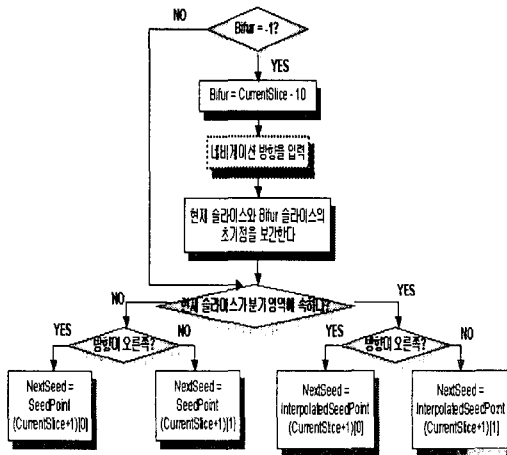 NO
Bifur = -1?
YES
Bifur = CurrentSlice - 10
내비게이션 방향을 입력
현재 슬라이스와 Bifur 슬라이스의
초기점을 보간한다
현재 슬라이스가 분기 영역에 속하나?
NO
YES
YES
방향이 오른쪽?
NO
YES
방향이 오른쪽?
NO
NextSeed =
SeedPoint
(CurrentSlice+1)[0]
NextSeed =
SeedPoint
(CurrentSlice+1)[1]
NextSeed =
InterpolatedSeedPoint
(CurrentSlice+1)[0]
NextSeed =
InterpolatedSeedPoint
(CurrentSlice+1)[1]